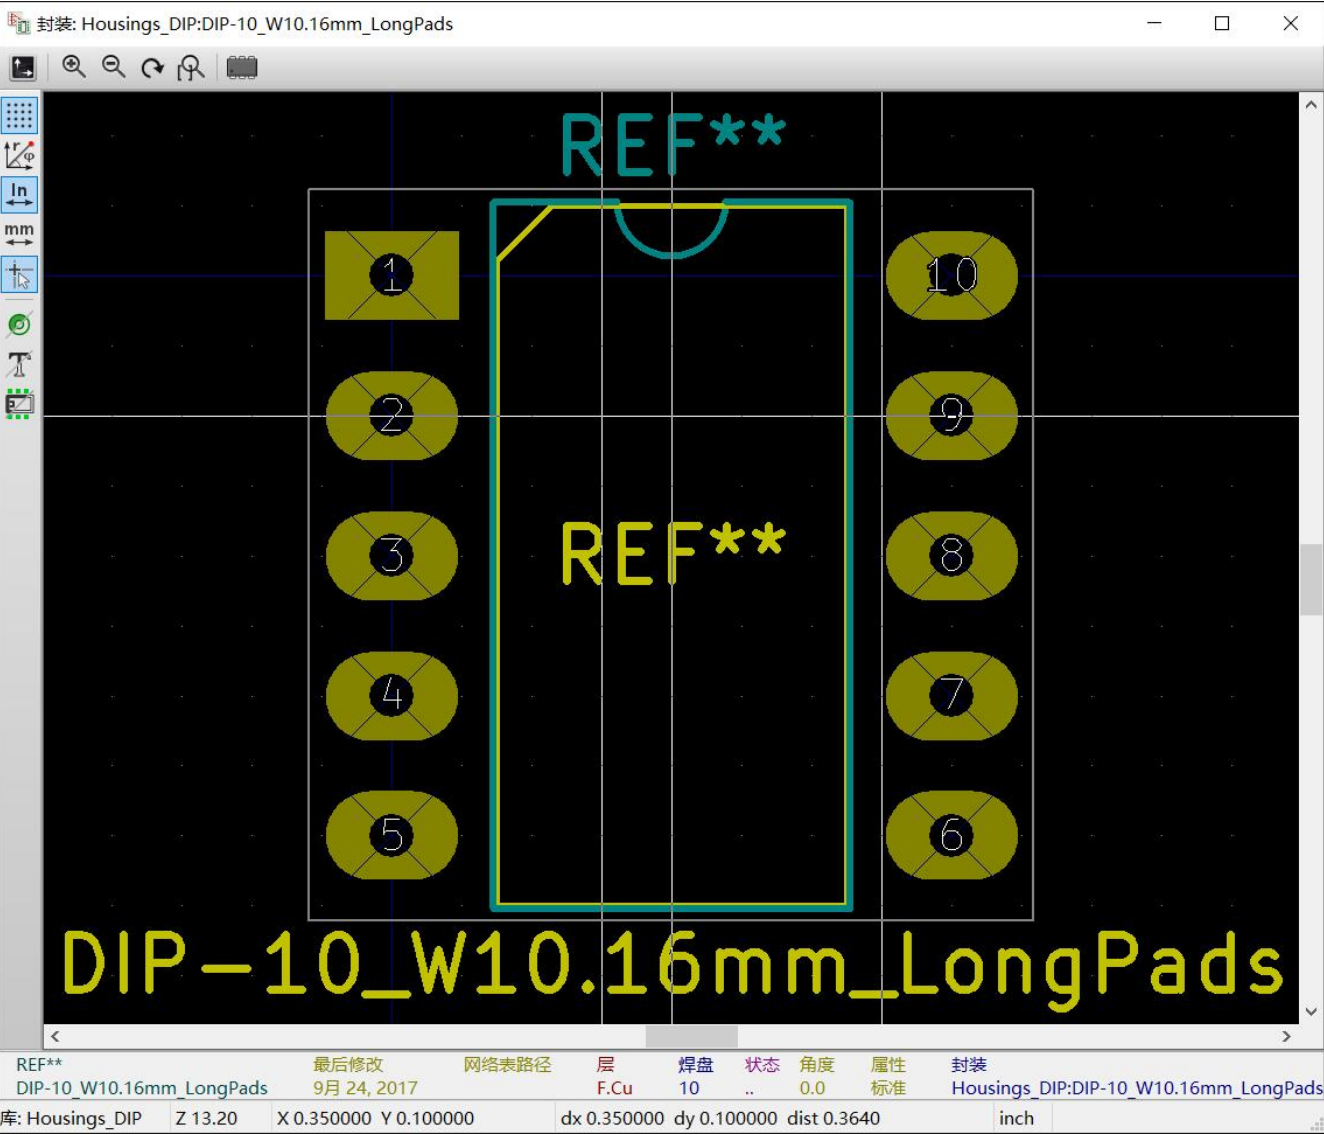 封装: Housings_DIP:DIP-10_W10.16mm_LongPads
In
mm
REF**
1
10
2
9
3
REF**
8
4
7
5
6
DIP-10_W10.16mm_LongPads
REF** 最后修改 网络表路径 层 焊盘 状态 角度 属性 封装
DIP-10_W10.16mm_LongPads 9月 24, 2017 F.Cu 10 .. 0.0 标准 Housings_DIP:DIP-10_W10.16mm_LongPads
库: Housings_DIP Z 13.20 X 0.350000 Y 0.100000 dx 0.350000 dy 0.100000 dist 0.3640 inch